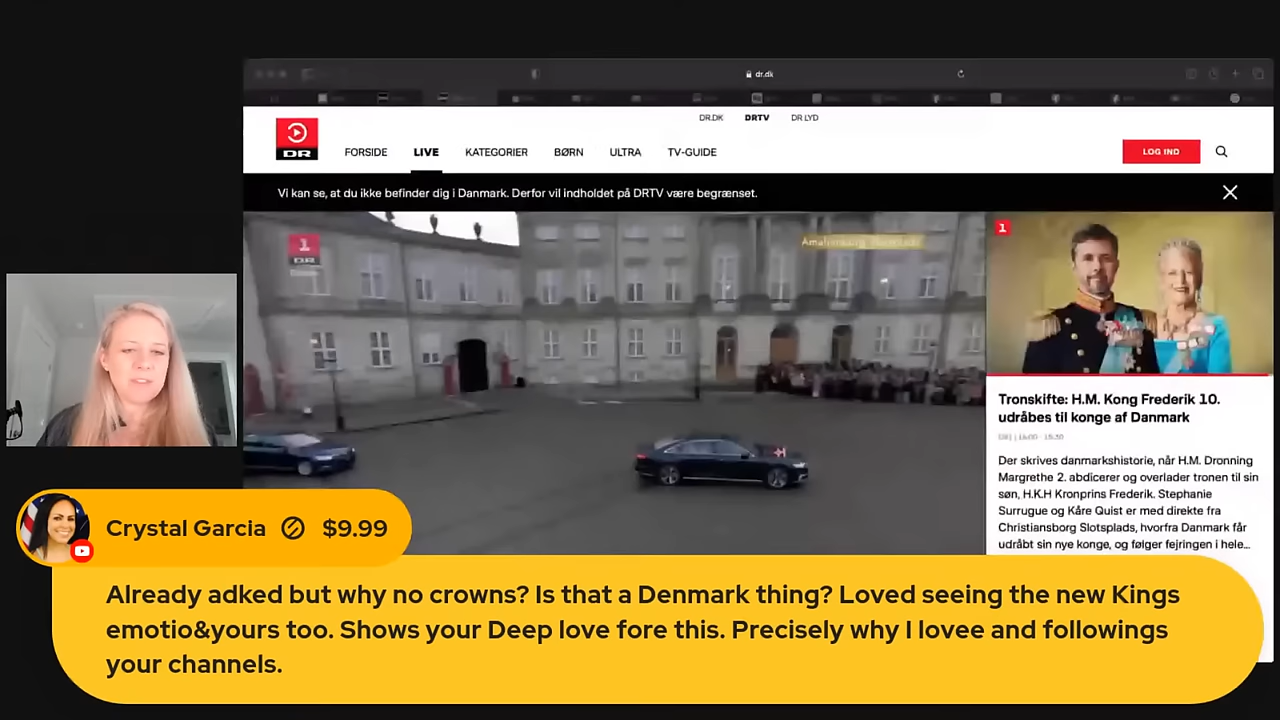 dr.dk
DR.DK DRTV DR LYD
DR
FORSIDE LIVE KATEGORIER BØRN ULTRA TV-GUIDE
LOG IND
Vi kan se, at du ikke befinder dig i Danmark. Derfor vil indholdet på DRTV være begrænset.
1
DR
1
Tronskifte: H.M. Kong Frederik 10.
udråbes til konge af Danmark
Der skrives danmarkshistorie, når H.M. Dronning
Margrethe 2. abdicerer og overlader tronen til sin
søn, H.K.H Kronprins Frederik. Stephanie
Surrugue og Kåre Quist er med direkte fra
Christiansborg Slotsplads, hvorfra Danmark får
udråbt sin nye konge, og følger fejringen i hele...
Crystal Garcia $9.99
Already adked but why no crowns? Is that a Denmark thing? Loved seeing the new Kings
emotio&yours too. Shows your Deep love fore this. Precisely why I lovee and followings
your channels.